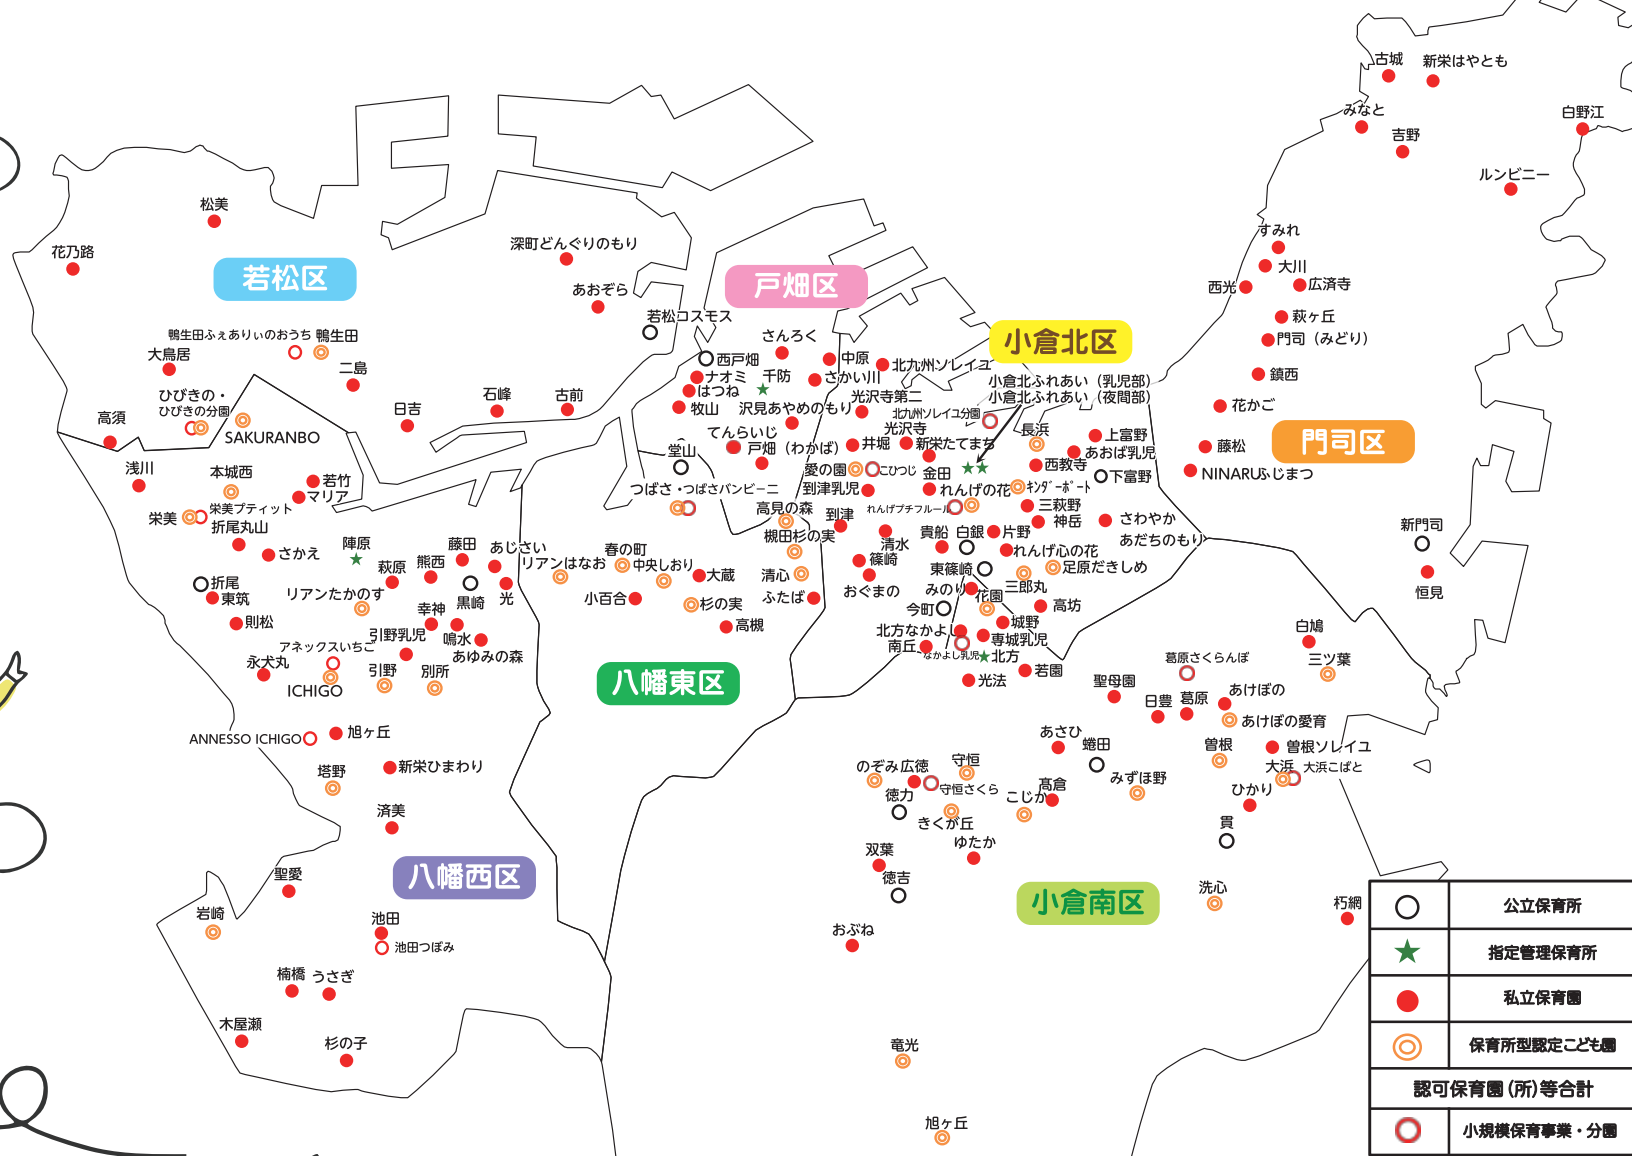 古城
新栄はやとも
みなと
吉野
白野江
ルンビニー
松美
花乃路
深町どんぐりのもり
すみれ
大川
若松区
戸畑区
西光
広済寺
あおぞら
若松コスモス
萩ヶ丘
鴨生田ふぇありぃのおうち
鴨生田
さんろく
小倉北区
門司（みどり）
大鳥居
二島
西戸畑
中原
北九州ソレイユ
ナオミ
千防
さかい川
鎮西
小倉北ふれあい（乳児部）
小倉北ふれあい（夜間部）
ひびきの・
ひびきの分園
はつね
石峰
古前
日吉
牧山
沢見あやめのもり
光沢寺第二
花かご
高須
SAKURANBO
北九州ソレイユ分園
光沢寺
長浜
上富野
門司区
てんらいじ
戸畑（わかば）
井堀
新栄たてまち
あおば乳児
藤松
堂山
浅川
本城西
若竹
愛の園
こひつじ
金田
西教寺
下富野
NINARUふじまつ
マリア
つばさ・つばさバンビーニ
到津乳児
れんげの花
キンダーポート
栄美
栄美プティット
高見の森
到津
れんげプチフルール
三萩野
折尾丸山
神岳
さわやか
あだちのもり
新門司
槻田杉の実
貴船
白銀
片野
さかえ
陣原
藤田
あじさい
春の町
清水
れんげ心の花
萩原
熊西
リアンはなお
中央しおり
篠崎
東篠崎
足原だきしめ
折尾
東筑
リアンたかのす
黒崎
光
小百合
大蔵
清心
おぐまの
みのり
三郎丸
恒見
杉の実
ふたば
花園
今町
高坊
則松
幸神
高槻
城野
引野乳児
鳴水
北方なかよし
白鳩
アネックスいちご
あゆみの森
南丘
専城乳児
なかよし乳児
北方
永犬丸
引野
別所
葛原さくらんぼ
三ツ葉
ICHIGO
八幡東区
光法
若園
聖母園
日豊
葛原
あけぼの
あけぼの愛育
ANNESSO ICHIGO
旭ヶ丘
あさひ
蜷田
曽根
曽根ソレイユ
塔野
新栄ひまわり
のぞみ
広徳
守恒
大浜
大浜こばと
みずほ野
徳力
守恒さくら
こじか
髙倉
ひかり
済美
きくが丘
貫
ゆたか
双葉
聖愛
八幡西区
徳吉
小倉南区
洗心
朽網
岩崎
池田
おぶね
池田つぼみ
楠橋
うさぎ
木屋瀬
杉の子
竜光
旭ヶ丘
公立保育所
指定管理保育所
私立保育園
保育所型認定こども園
認可保育園（所）等合計
小規模保育事業・分園